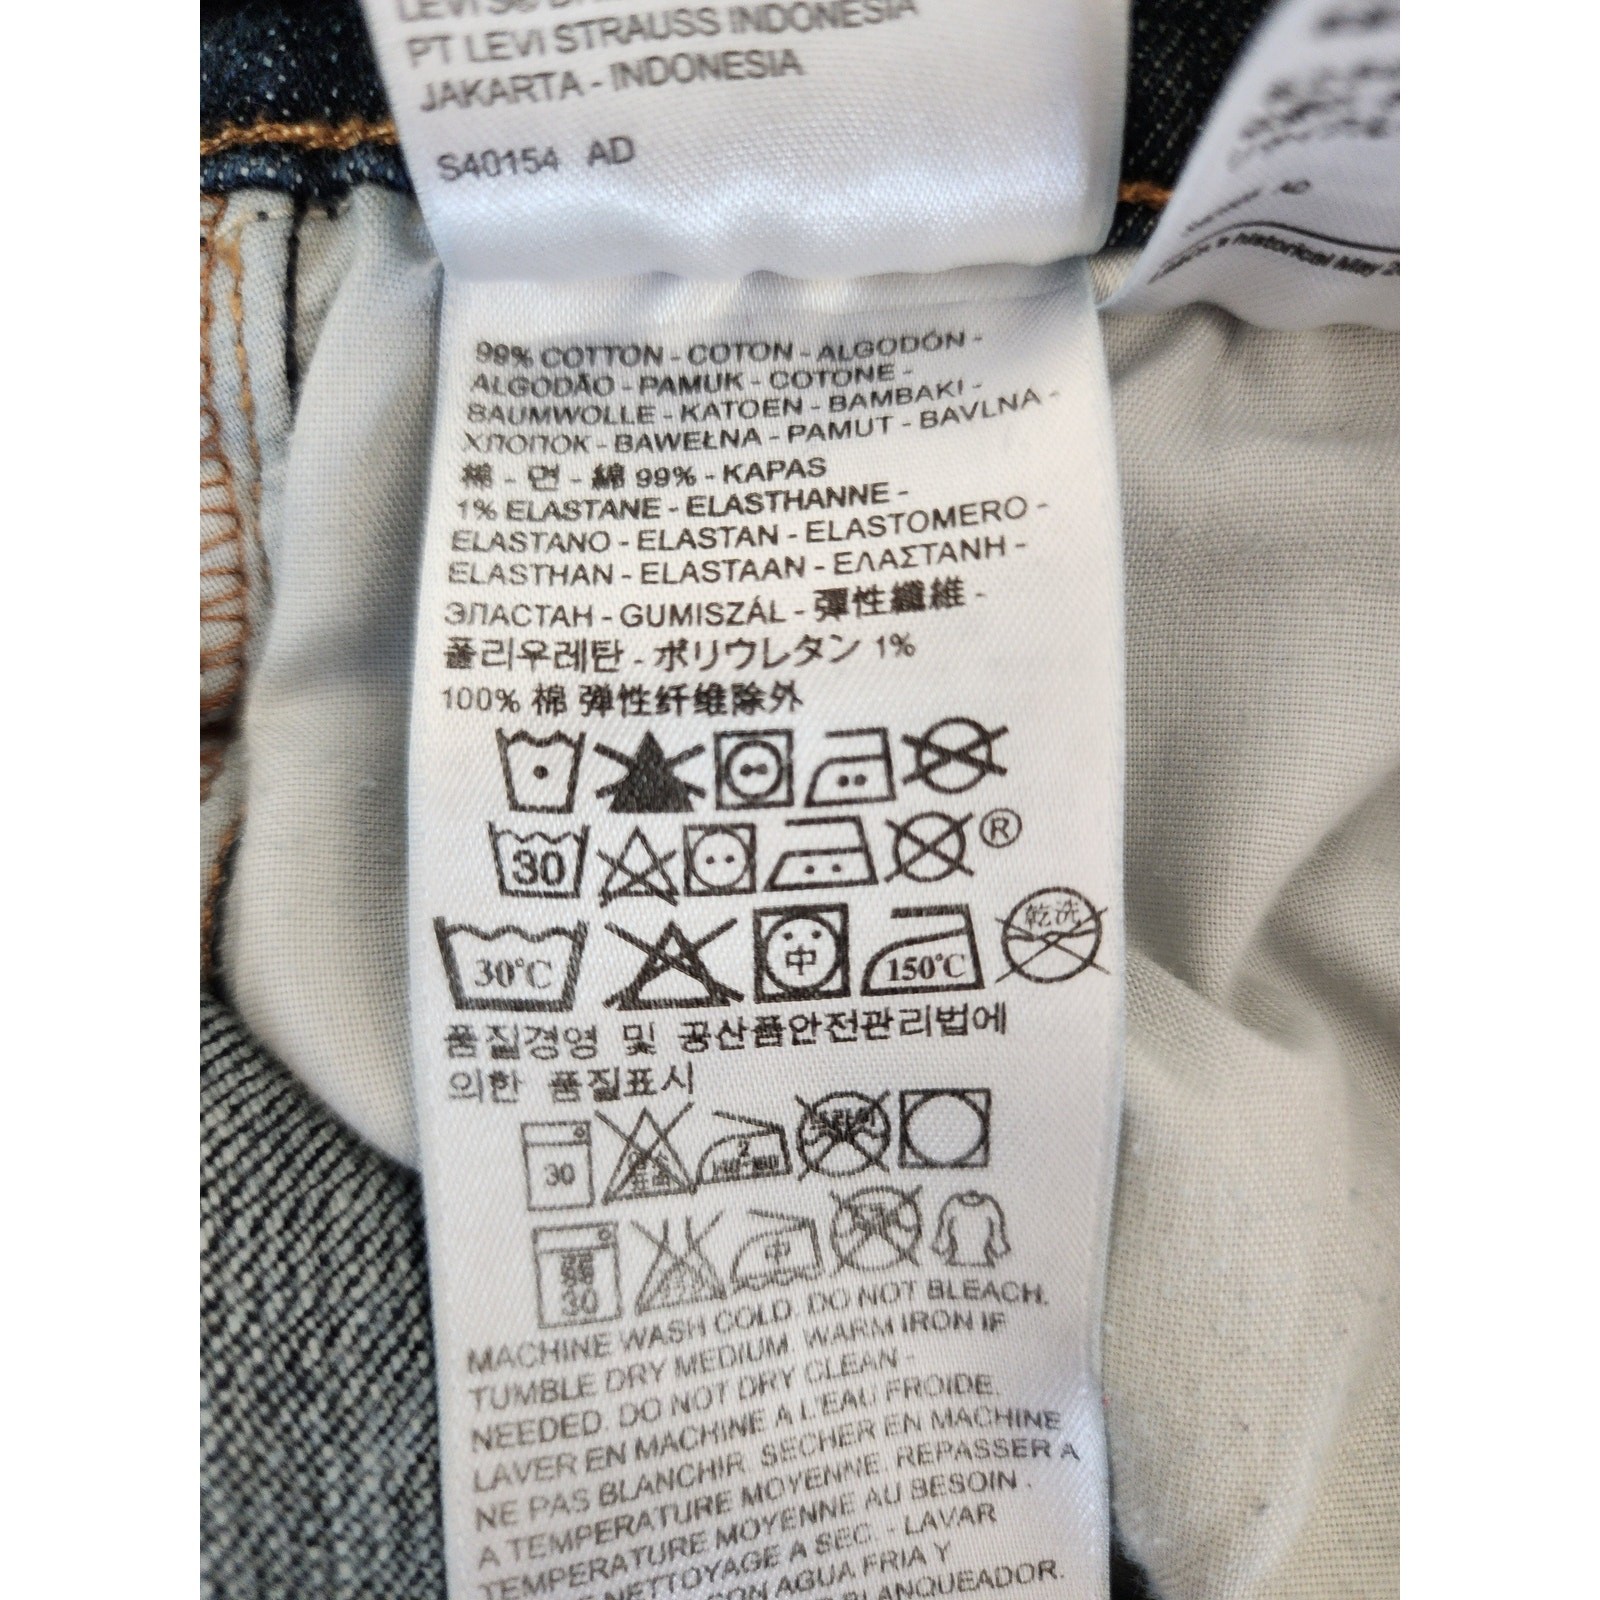 PT LEVI STRAUSS INDONESIA
JAKARTA - INDONESIA
S40154 AD
AD
historical May
99% COTTON - COTON - ALGODÓN -
ALGODÃO - PAMUK - COTONE -
BAUMWOLLE - KATOEN - BAMBAKI -
ХЛОПОК - BAWEŁNA - PAMUT - BAVLNA -
棉 - 면 - 綿 99% - KAPAS
1% ELASTANE - ELASTHANNE -
ELASTANO - ELASTAN - ELASTOMERO -
ELASTHAN - ELASTAAN - ΕΛΑΣΤΑΝΗ -
ЭЛАСТАН - GUMISZÁL - 彈性纖維 -
폴리우레탄 - ポリウレタン 1%
100% 棉 弹性纤维除外
30 ®
30°C 中 150°C 乾洗
품질경영 및 공산품안전관리법에
의한 품질표시
30 2
30 中
MACHINE WASH COLD. DO NOT BLEACH.
TUMBLE DRY MEDIUM. WARM IRON IF
NEEDED. DO NOT DRY CLEAN -
LAVER EN MACHINE A L'EAU FROIDE.
NE PAS BLANCHIR. SECHER EN MACHINE
A TEMPERATURE MOYENNE. REPASSER A
TEMPERATURE MOYENNE AU BESOIN.
NETTOYAGE A SEC. - LAVAR
CON AGUA FRIA Y
BLANQUEADOR.